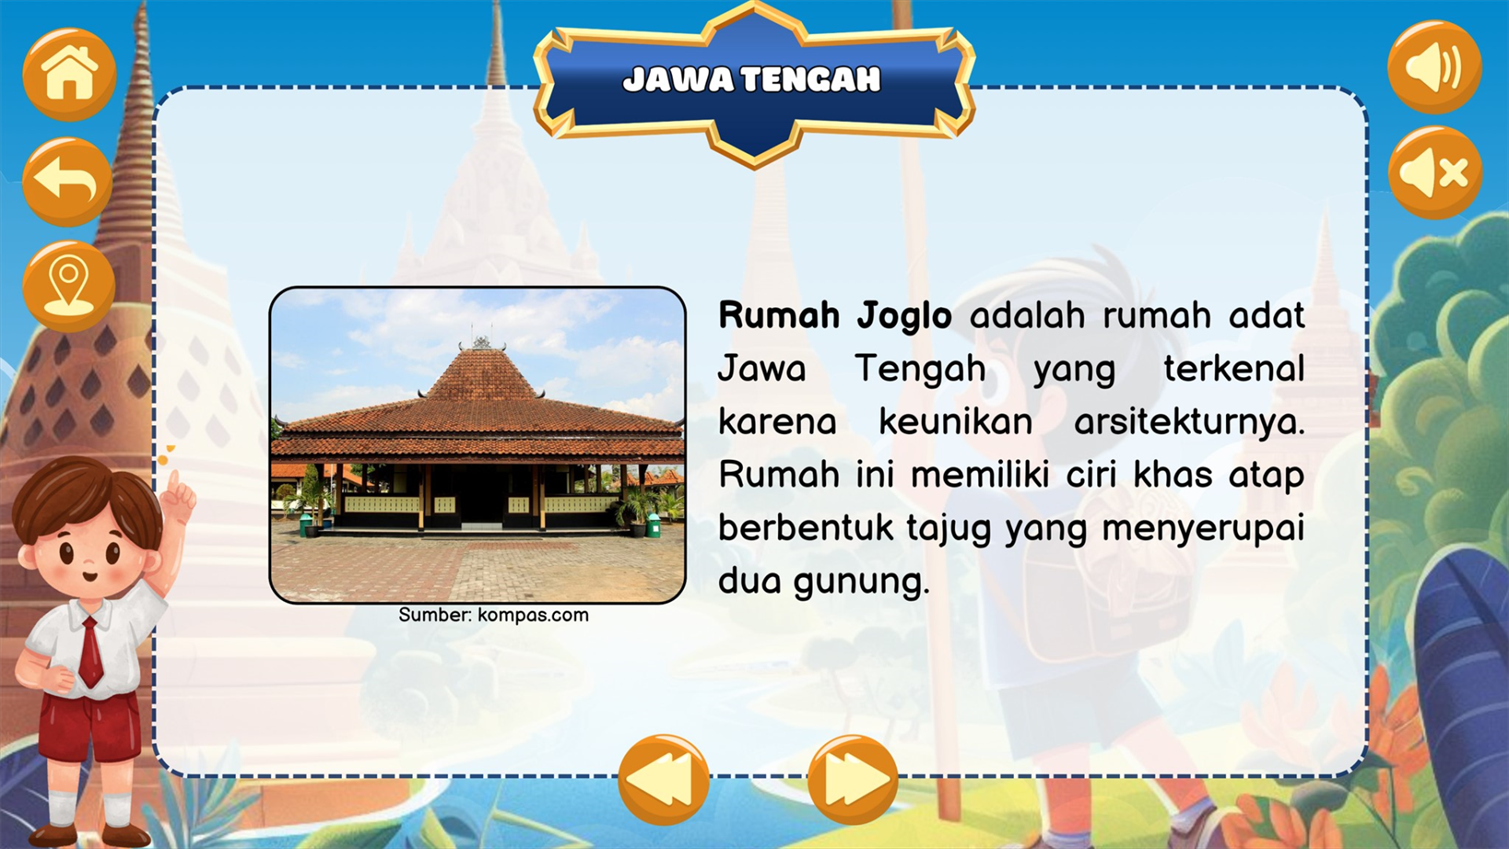 JAWA TENGAH
Rumah Joglo adalah rumah adat
Jawa Tengah yang terkenal
karena keunikan arsitekturnya.
Rumah ini memiliki ciri khas atap
berbentuk tajug yang menyerupai
dua gunung.
Sumber: kompas.com